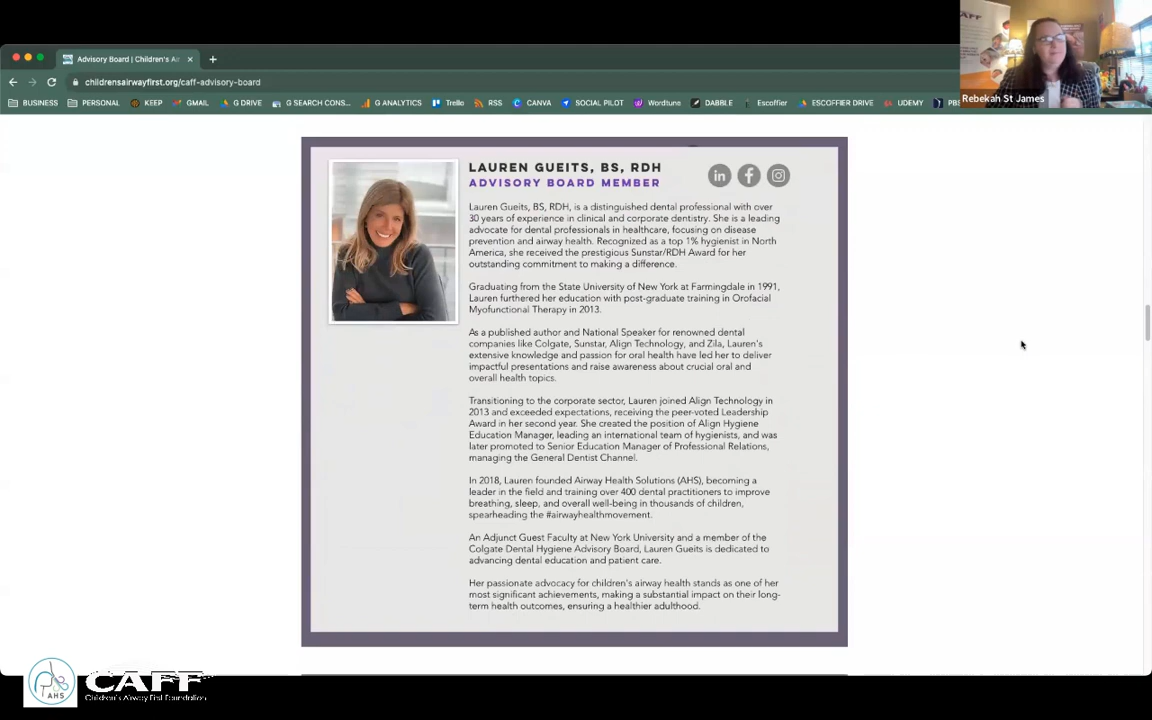 Advisory Board | Children's Ai
childrensairwayfirst.org/caff-advisory-board
BUSINESS PERSONAL KEEP GMAIL G DRIVE G SEARCH CONS... G ANALYTICS Trello RSS CANVA SOCIAL PILOT Wordtune DABBLE Escoffier ESCOFFIER DRIVE UDEMY PBS
CAFF
Rebekah St James
LAUREN GUEITS, BS, RDH
ADVISORY BOARD MEMBER
Lauren Gueits, BS, RDH, is a distinguished dental professional with over
30 years of experience in clinical and corporate dentistry. She is a leading
advocate for dental professionals in healthcare, focusing on disease
prevention and airway health. Recognized as a top 1% hygienist in North
America, she received the prestigious Sunstar/RDH Award for her
outstanding commitment to making a difference.
Graduating from the State University of New York at Farmingdale in 1991,
Lauren furthered her education with post-graduate training in Orofacial
Myofunctional Therapy in 2013.
As a published author and National Speaker for renowned dental
companies like Colgate, Sunstar, Align Technology, and Zila, Lauren's
extensive knowledge and passion for oral health have led her to deliver
impactful presentations and raise awareness about crucial oral and
overall health topics.
Transitioning to the corporate sector, Lauren joined Align Technology in
2013 and exceeded expectations, receiving the peer-voted Leadership
Award in her second year. She created the position of Align Hygiene
Education Manager, leading an international team of hygienists, and was
later promoted to Senior Education Manager of Professional Relations,
managing the General Dentist Channel.
In 2018, Lauren founded Airway Health Solutions (AHS), becoming a
leader in the field and training over 400 dental practitioners to improve
breathing, sleep, and overall well-being in thousands of children,
spearheading the #airwayhealthmovement.
An Adjunct Guest Faculty at New York University and a member of the
Colgate Dental Hygiene Advisory Board, Lauren Gueits is dedicated to
advancing dental education and patient care.
Her passionate advocacy for children's airway health stands as one of her
most significant achievements, making a substantial impact on their long-
term health outcomes, ensuring a healthier adulthood.
AHS
CAFF
Children's Airway First Foundation